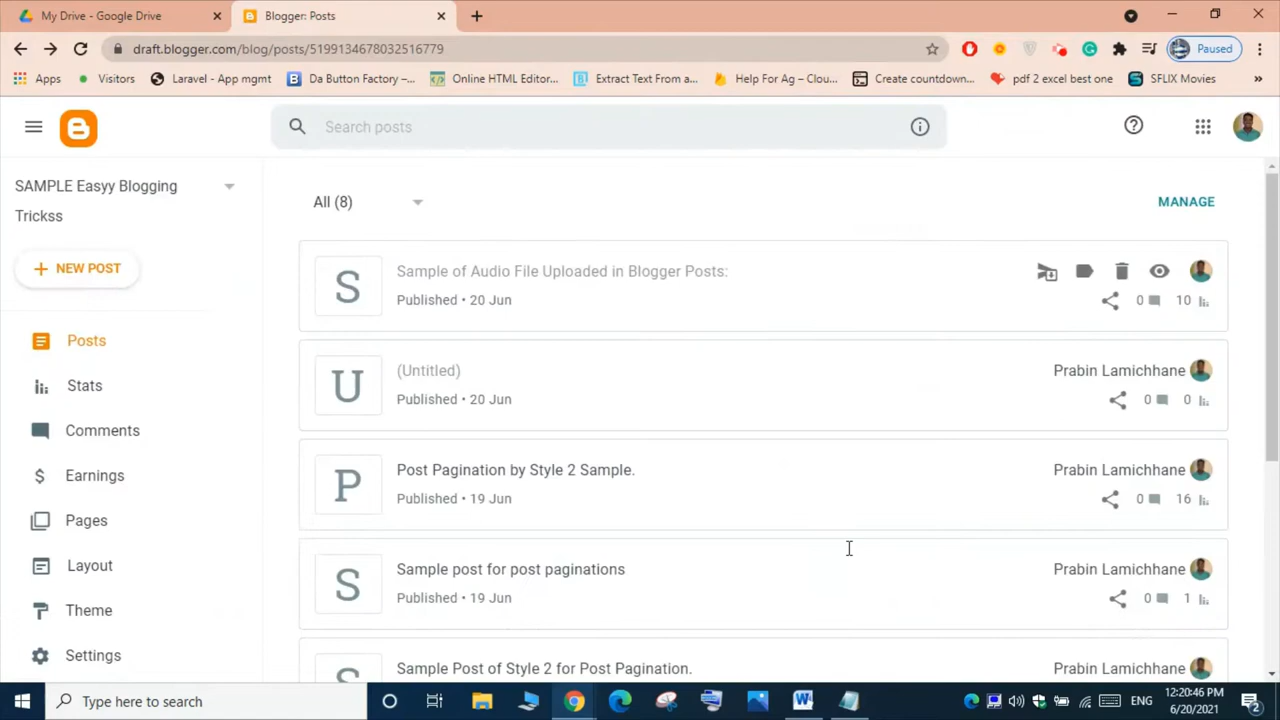 My Drive - Google Drive
Blogger: Posts
draft.blogger.com/blog/posts/5199134678032516779
Paused
Apps
Visitors
Laravel - App mgmt
Da Button Factory –...
Online HTML Editor...
Extract Text From a...
Help For Ag – Clou...
Create countdown...
pdf 2 excel best one
SFLIX Movies
»
Search posts
SAMPLE Easyy Blogging
Trickss
NEW POST
Posts
Stats
Comments
Earnings
Pages
Layout
Theme
Settings
All (8)
MANAGE
S
Sample of Audio File Uploaded in Blogger Posts:
Published • 20 Jun
0
10
U
(Untitled)
Prabin Lamichhane
Published • 20 Jun
0
0
P
Post Pagination by Style 2 Sample.
Prabin Lamichhane
Published • 19 Jun
0
16
S
Sample post for post paginations
Prabin Lamichhane
Published • 19 Jun
0
1
S
Sample Post of Style 2 for Post Pagination.
Prabin Lamichhane
Type here to search
ENG
12:20:46 PM
6/20/2021
2